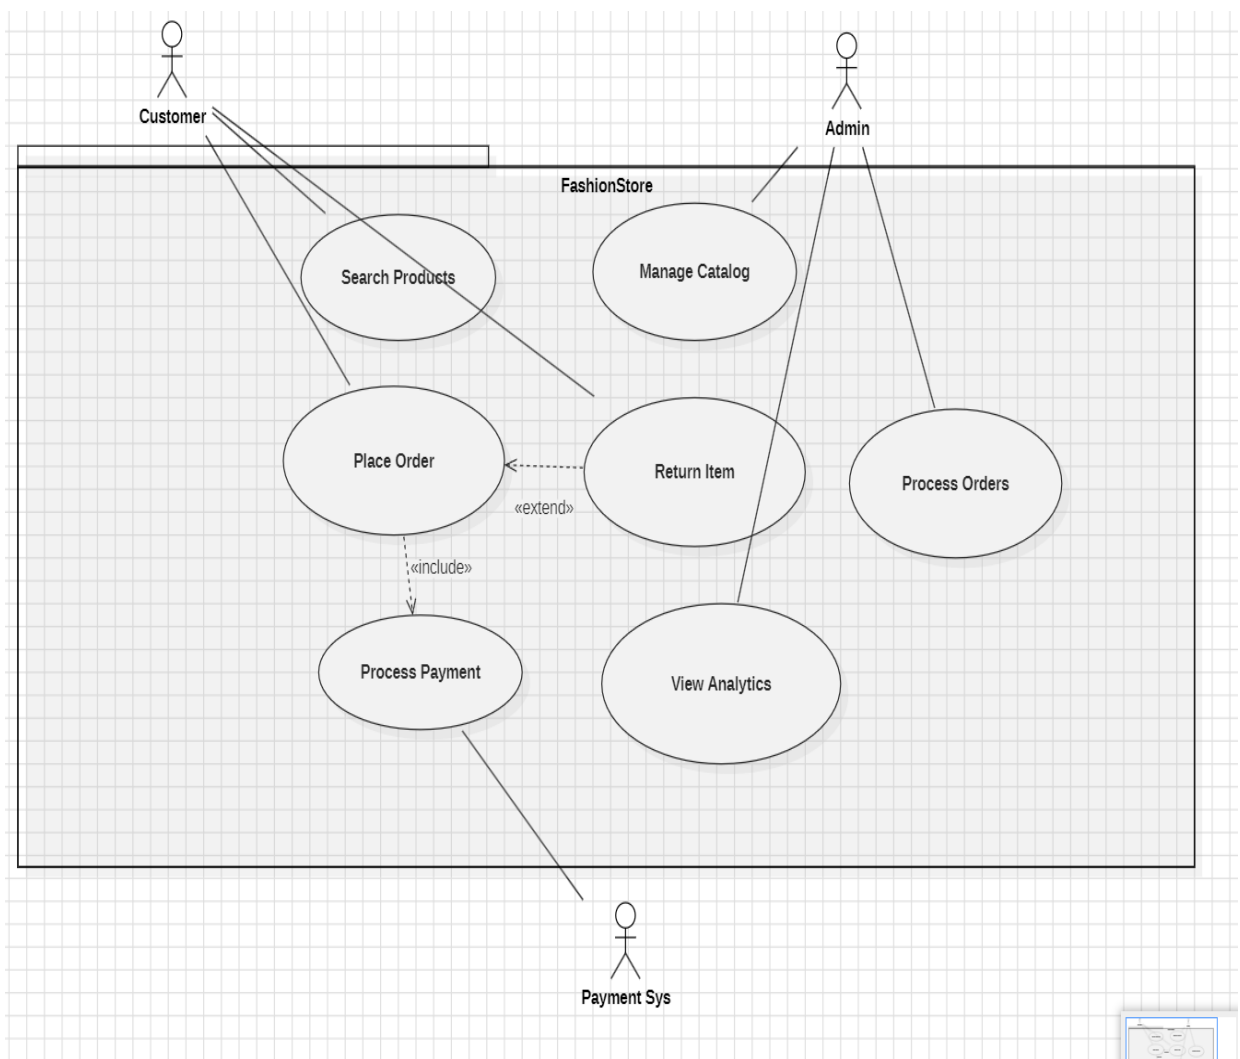 Customer
Admin
FashionStore
Search Products
Manage Catalog
Place Order
Return Item
Process Orders
«extend»
«include»
Process Payment
View Analytics
Payment Sys